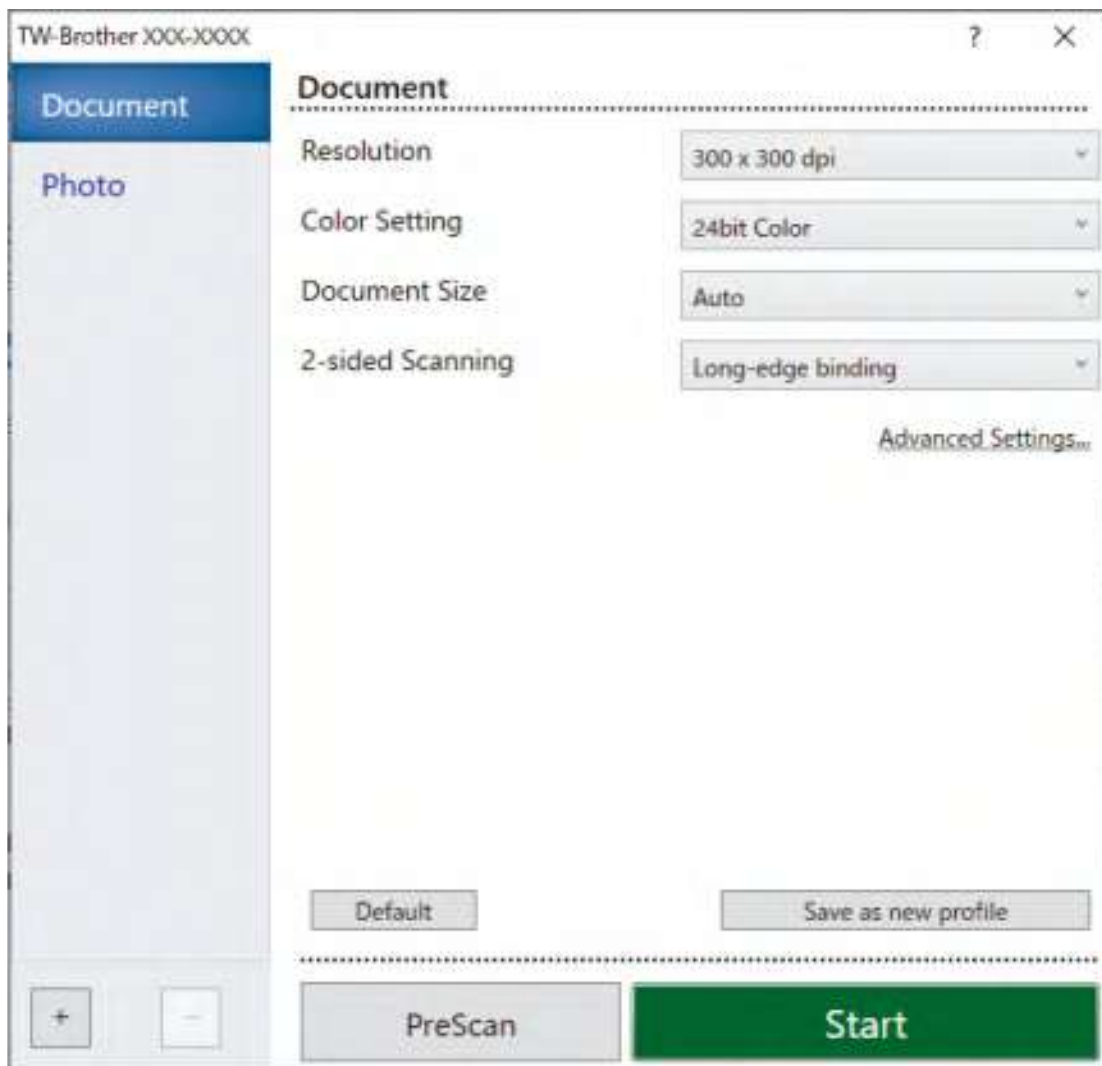 TW-Brother XXX-XXXX ?
Document
Photo
Document
Resolution 300 x 300 dpi
Color Setting 24bit Color
Document Size Auto
2-sided Scanning Long-edge binding
Advanced Settings...
Default Save as new profile
+ −
PreScan Start